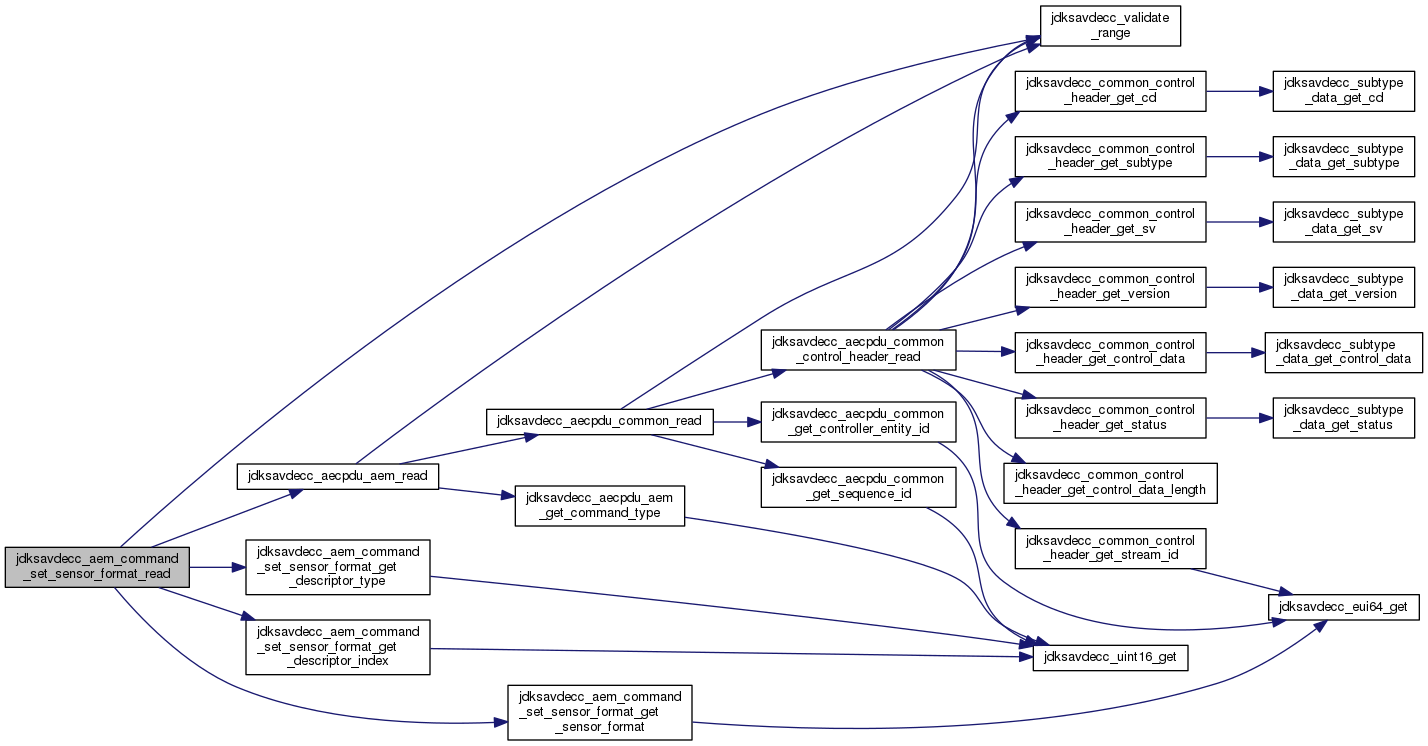 jdksavdecc_validate
_range
jdksavdecc_common_control
_header_get_cd
jdksavdecc_subtype
_data_get_cd
jdksavdecc_common_control
_header_get_subtype
jdksavdecc_subtype
_data_get_subtype
jdksavdecc_common_control
_header_get_sv
jdksavdecc_subtype
_data_get_sv
jdksavdecc_common_control
_header_get_version
jdksavdecc_subtype
_data_get_version
jdksavdecc_aecpdu_common
_control_header_read
jdksavdecc_common_control
_header_get_control_data
jdksavdecc_subtype
_data_get_control_data
jdksavdecc_aecpdu_common_read
jdksavdecc_aecpdu_common
_get_controller_entity_id
jdksavdecc_common_control
_header_get_status
jdksavdecc_subtype
_data_get_status
jdksavdecc_aecpdu_aem_read
jdksavdecc_aecpdu_common
_get_sequence_id
jdksavdecc_common_control
_header_get_control_data_length
jdksavdecc_aecpdu_aem
_get_command_type
jdksavdecc_common_control
_header_get_stream_id
jdksavdecc_aem_command
_set_sensor_format_read
jdksavdecc_aem_command
_set_sensor_format_get
_descriptor_type
jdksavdecc_eui64_get
jdksavdecc_aem_command
_set_sensor_format_get
_descriptor_index
jdksavdecc_uint16_get
jdksavdecc_aem_command
_set_sensor_format_get
_sensor_format